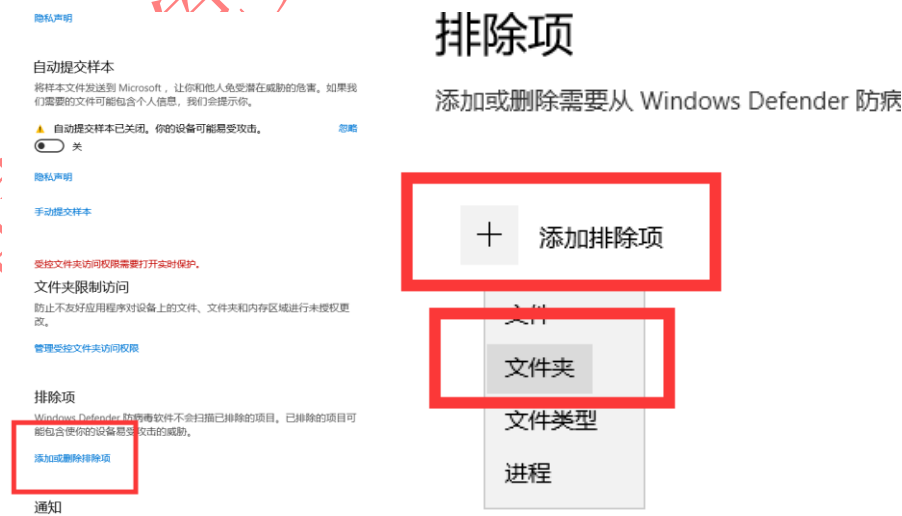 隐私声明
自动提交样本
将样本文件发送到 Microsoft，让你和他人免受潜在威胁的危害。如果我
们需要的文件可能包含个人信息，我们会提示你。
自动提交样本已关闭。你的设备可能易受攻击。 忽略
关
隐私声明
手动提交样本
受控文件夹访问权限需要打开实时保护。
文件夹限制访问
防止不友好应用程序对设备上的文件、文件夹和内存区域进行未授权更
改。
管理受控文件夹访问权限
排除项
Windows Defender 防病毒软件不会扫描已排除的项目。已排除的项目可
能包含使你的设备易受攻击的威胁。
添加或删除排除项
通知
排除项
添加或删除需要从 Windows Defender 防病
添加排除项
文件
文件夹
文件类型
进程